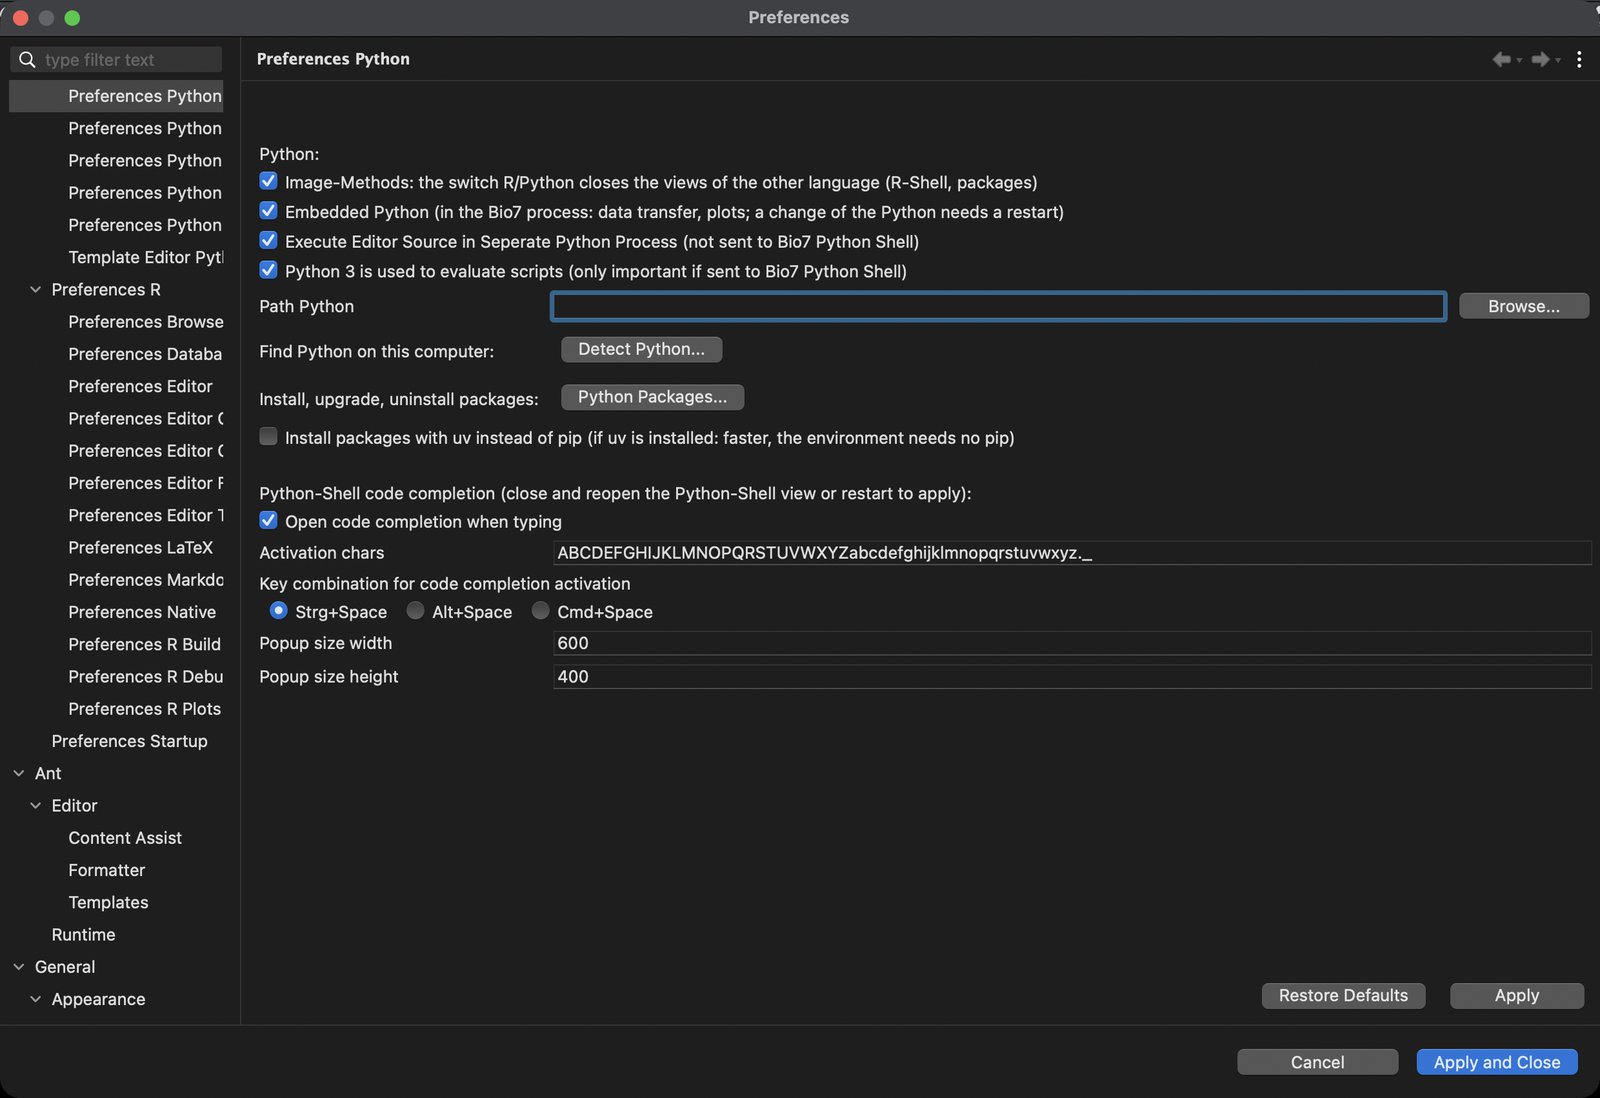 Preferences
type filter text
Preferences Python
Preferences Python
Preferences Python
Preferences Python
Preferences Python
Template Editor Pyt
Preferences R
Preferences Browse
Preferences Databa
Preferences Editor
Preferences Editor
Preferences Editor
Preferences Editor
Preferences Editor
Preferences LaTeX
Preferences Markdo
Preferences Native
Preferences R Build
Preferences R Debu
Preferences R Plots
Preferences Startup
Ant
Editor
Content Assist
Formatter
Templates
Runtime
General
Appearance
Preferences Python
Python:
Image-Methods: the switch R/Python closes the views of the other language (R-Shell, packages)
Embedded Python (in the Bio7 process: data transfer, plots; a change of the Python needs a restart)
Execute Editor Source in Seperate Python Process (not sent to Bio7 Python Shell)
Python 3 is used to evaluate scripts (only important if sent to Bio7 Python Shell)
Path Python Browse...
Find Python on this computer: Detect Python...
Install, upgrade, uninstall packages: Python Packages...
Install packages with uv instead of pip (if uv is installed: faster, the environment needs no pip)
Python-Shell code completion (close and reopen the Python-Shell view or restart to apply):
Open code completion when typing
Activation chars ABCDEFGHIJKLMNOPQRSTUVWXYZabcdefghijklmnopqrstuvwxyz._
Key combination for code completion activation
Strg+Space Alt+Space Cmd+Space
Popup size width 600
Popup size height 400
Restore Defaults Apply
Cancel Apply and Close